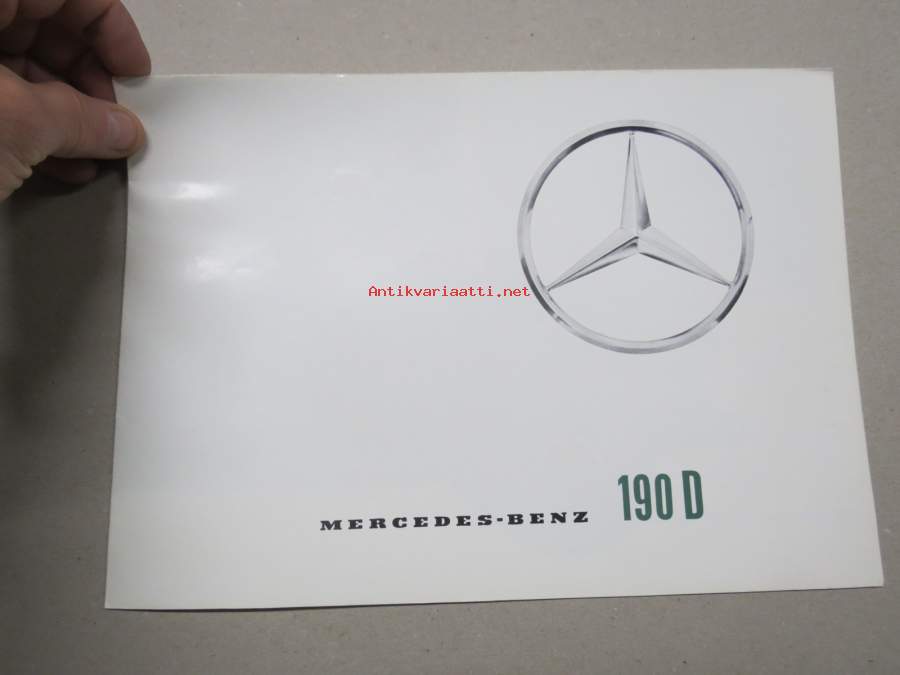 Antikvariaatti.net
MERCEDES-BENZ 190 D